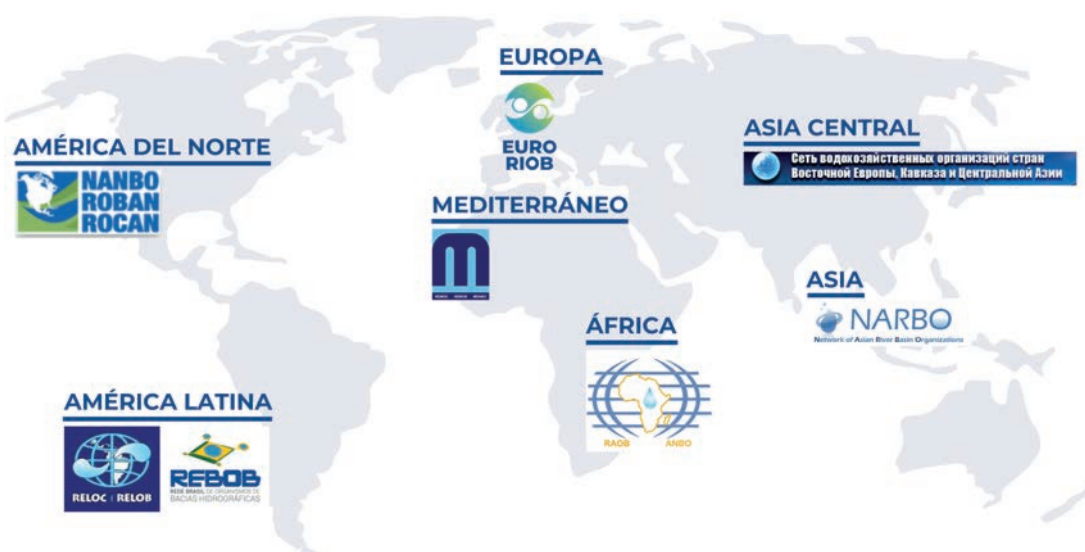 EUROPA
EURO
RIOB
AMÉRICA DEL NORTE
NANBO
ROBAN
ROCAN
ASIA CENTRAL
Сеть водохозяйственных организаций стран
Восточной Европы, Кавказа и Центральной Азии
MEDITERRÁNEO
ASIA
NARBO
Network of Asian River Basin Organizations
ÁFRICA
RAOB ANBO
AMÉRICA LATINA
RELOC | RELOB
REBOB
REDE BRASIL DE ORGANISMOS DE
BACIAS HIDROGRÁFICAS